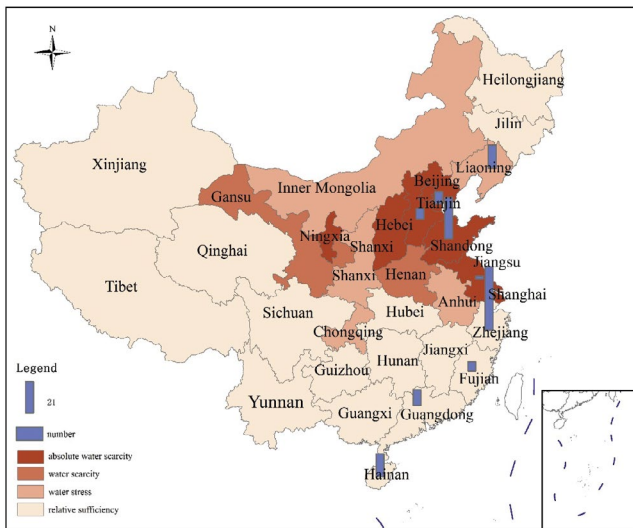 N
Heilongjiang
Jilin
Xinjiang
Liaoning
Beijing
Inner Mongolia
Gansu
Tianjin
Hebei
Ningxia
Shanxi
Shandong
Qinghai
Jiangsu
Shanxi
Henan
Tibet
Shanghai
Anhui
Sichuan
Hubei
Chongqing
Zhejiang
Hunan
Jiangxi
Guizhou
Fujian
Yunnan
Guangxi
Guangdong
Hainan
Legend
21
number
absolute water scarcity
water scarcity
water stress
relative sufficiency